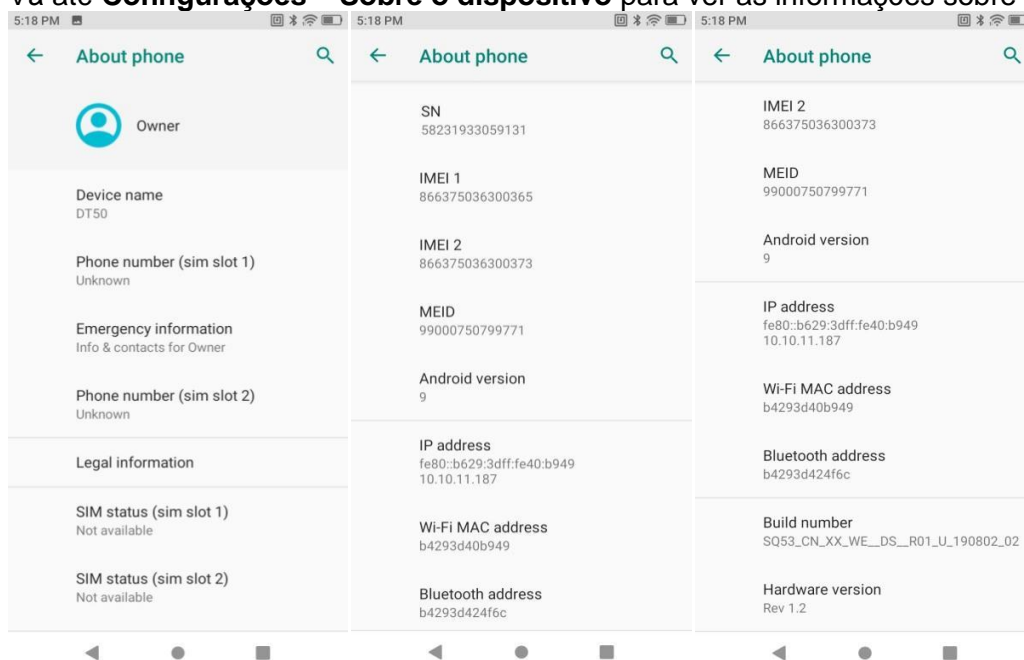 Vá até Configurações - Sobre o dispositivo para ver as informações sobre
5:18 PM
About phone
Owner
Device name
DT50
Phone number (sim slot 1)
Unknown
Emergency information
Info & contacts for Owner
Phone number (sim slot 2)
Unknown
Legal information
SIM status (sim slot 1)
Not available
SIM status (sim slot 2)
Not available
5:18 PM
About phone
SN
58231933059131
IMEI 1
866375036300365
IMEI 2
866375036300373
MEID
99000750799771
Android version
9
IP address
fe80::b629:3dff:fe40:b949
10.10.11.187
Wi-Fi MAC address
b4293d40b949
Bluetooth address
b4293d424f6c
5:18 PM
About phone
IMEI 2
866375036300373
MEID
99000750799771
Android version
9
IP address
fe80::b629:3dff:fe40:b949
10.10.11.187
Wi-Fi MAC address
b4293d40b949
Bluetooth address
b4293d424f6c
Build number
SQ53_CN_XX_WE__DS__R01_U_190802_02
Hardware version
Rev 1.2